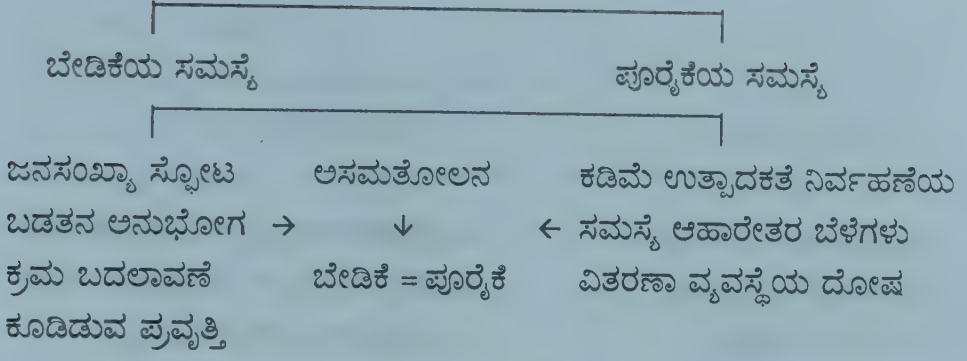 ಬೇಡಿಕೆಯ ಸಮಸ್ಯೆ ಪೂರೈಕೆಯ ಸಮಸ್ಯೆ
ಜನಸಂಖ್ಯಾ ಸ್ಫೋಟ ಅಸಮತೋಲನ ಕಡಿಮೆ ಉತ್ಪಾದಕತೆ ನಿರ್ವಹಣೆಯ
ಬಡತನ ಅನುಭೋಗ → ↓ ← ಸಮಸ್ಯೆ ಆಹಾರೇತರ ಬೆಳೆಗಳು
ಕ್ರಮ ಬದಲಾವಣೆ ಬೇಡಿಕೆ = ಪೂರೈಕೆ ವಿತರಣಾ ವ್ಯವಸ್ಥೆಯ ದೋಷ
ಕೂಡಿಡುವ ಪ್ರವೃತ್ತಿ